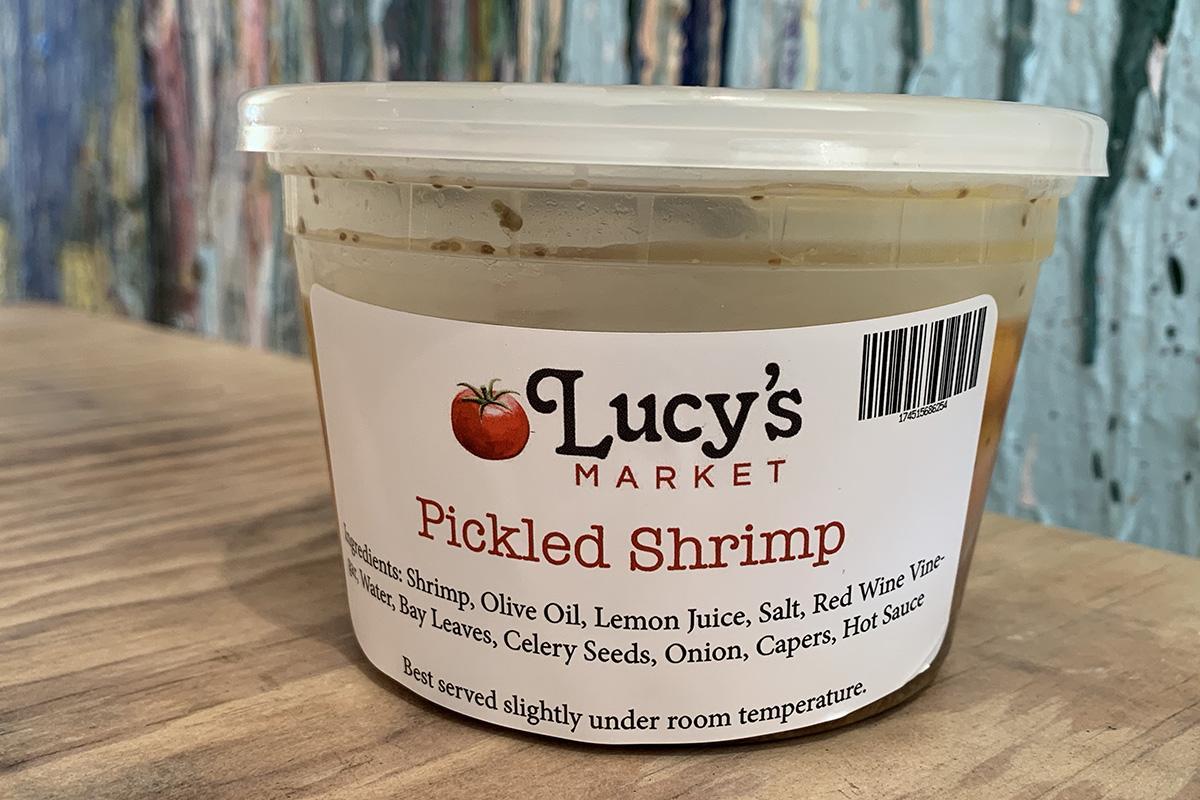 Lucy's
MARKET
174515686254
Pickled Shrimp
Ingredients: Shrimp, Olive Oil, Lemon Juice, Salt, Red Wine Vine-
gar, Water, Bay Leaves, Celery Seeds, Onion, Capers, Hot Sauce
Best served slightly under room temperature.